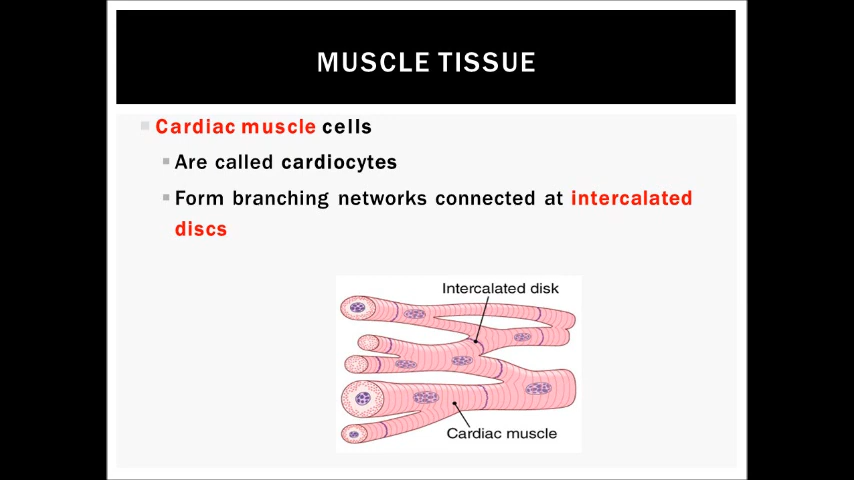 MUSCLE TISSUE
Cardiac muscle cells
Are called cardiocytes
Form branching networks connected at intercalated
discs
Intercalated disk
Cardiac muscle